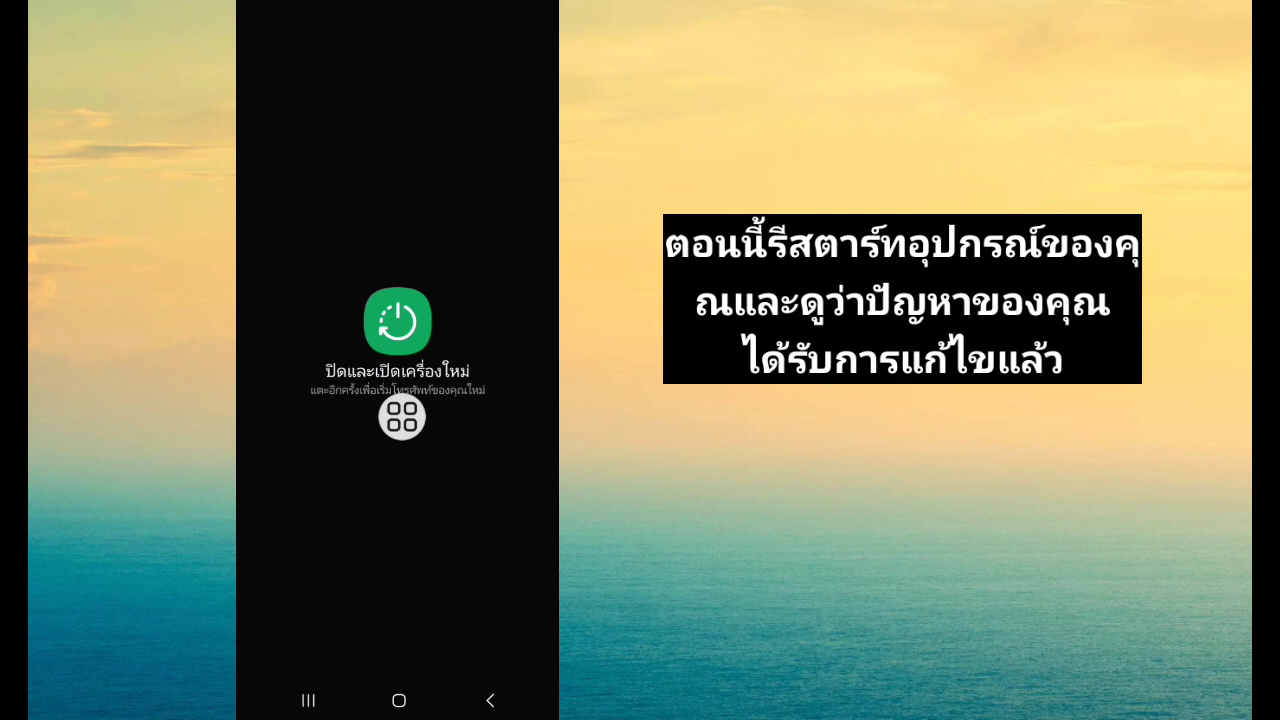 ปิดและเปิดเครื่องใหม่
แตะอีกครั้งเพื่อเริ่มโทรศัพท์ของคุณใหม่
ตอนนี้รีสตาร์ทอุปกรณ์ของคุ
ณและดูว่าปัญหาของคุณ
ได้รับการแก้ไขแล้ว